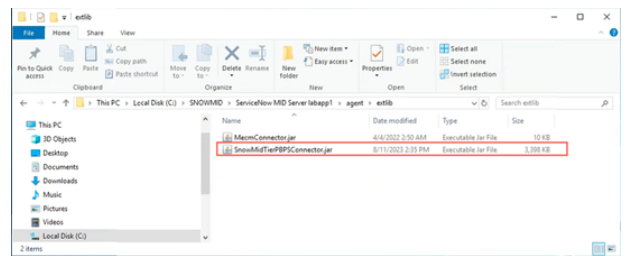 extlib
File Home Share View
Pin to Quick access
Copy
Paste
Cut
Copy path
Paste shortcut
Clipboard
Move to
Copy to
Delete
Rename
Organize
New folder
New item
Easy access
New
Properties
Open
Edit
Open
Select all
Select none
Invert selection
Select
This PC > Local Disk (C:) > SNOWMID > ServiceNow MID Server labapp1 > agent > extlib
Search extlib
Name Date modified Type Size
MecmConnector.jar 4/4/2022 2:50 AM Executable Jar File 10 KB
SnowMidTierPBPSConnector.jar 8/11/2023 2:35 PM Executable Jar File 3,398 KB
This PC
3D Objects
Desktop
Documents
Downloads
Music
Pictures
Videos
Local Disk (C:)
2 items